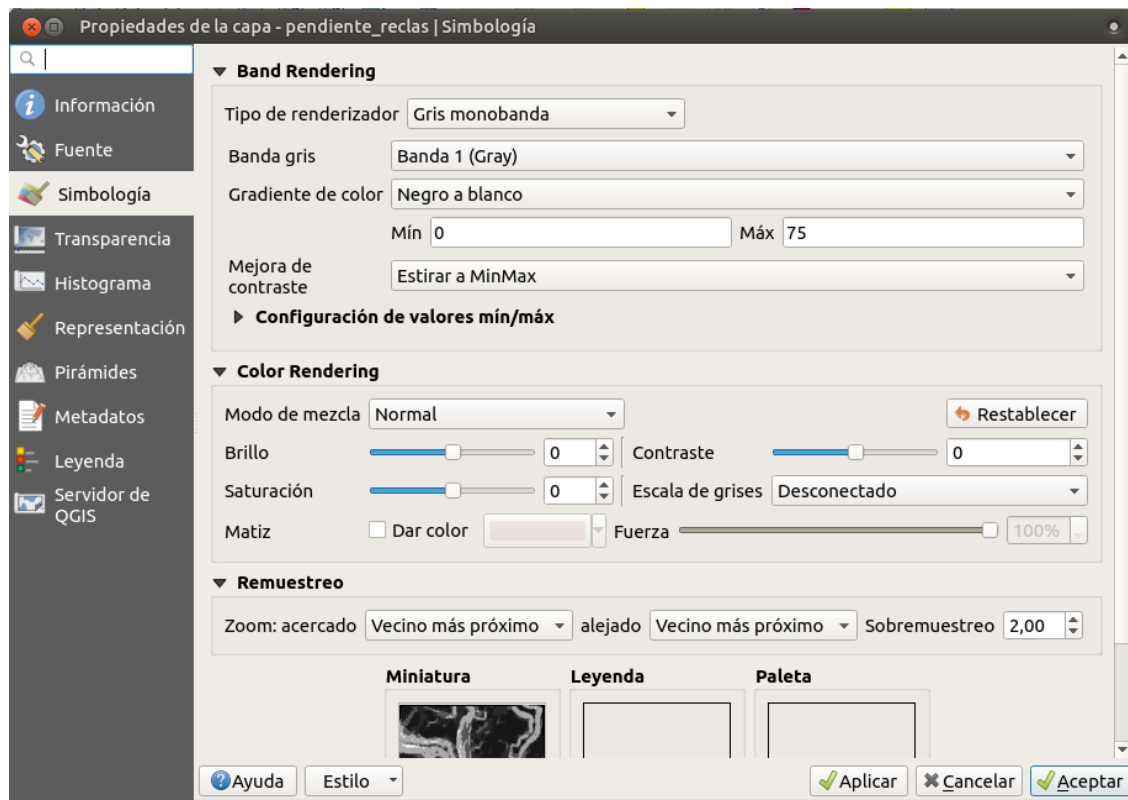 Propiedades de la capa - pendiente_reclas | Simbología
Información
Fuente
Simbología
Transparencia
Histograma
Representación
Pirámides
Metadatos
Leyenda
Servidor de
QGIS
Band Rendering
Tipo de renderizador Gris monobanda
Banda gris Banda 1 (Gray)
Gradiente de color Negro a blanco
Mín 0 Máx 75
Mejora de
contraste Estirar a MinMax
Configuración de valores mín/máx
Color Rendering
Modo de mezcla Normal Restablecer
Brillo 0 Contraste 0
Saturación 0 Escala de grises Desconectado
Matiz Dar color Fuerza 100%
Remuestreo
Zoom: acercado Vecino más próximo alejado Vecino más próximo Sobremuestreo 2,00
Miniatura Leyenda Paleta
Ayuda Estilo Aplicar Cancelar Aceptar